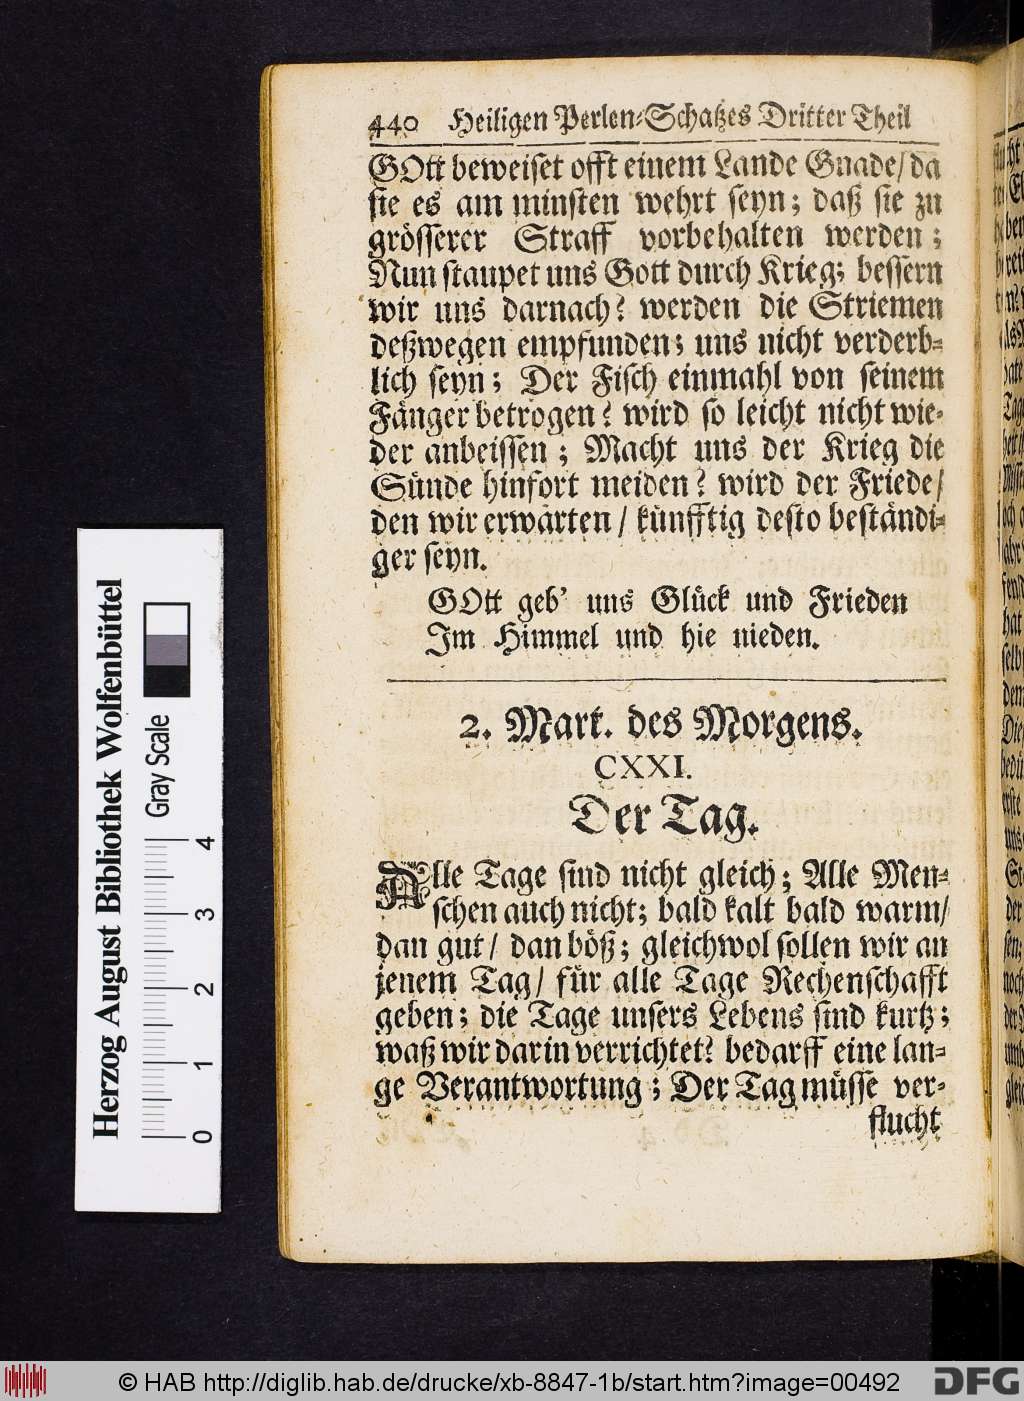 440 Heiligen Perlen-Schatzes Dritter Theil
GOtt beweiset offt einem Lande Gnade/ da
sie es am minsten wehrt seyn; daß sie zu
grösserer Straff vorbehalten werden;
Nun staupet uns Gott durch Krieg; bessern
wir uns darnach? werden die Striemen
deßwegen empfunden; uns nicht verderb-
lich seyn; Der Fisch einmahl von seinem
Fänger betrogen? wird so leicht nicht wie-
der anbeissen; Macht uns der Krieg die
Sünde hinfort meiden? wird der Friede/
den wir erwarten/ künfftig desto beständi-
ger seyn.
GOtt geb' uns Glück und Frieden
Im Himmel und hie nieden.
2. Mark. des Morgens.
CXXI.
Der Tag.
Alle Tage sind nicht gleich; Alle Men-
schen auch nicht; bald kalt bald warm/
dan gut/ dan böß; gleichwol sollen wir an
jenem Tag/ für alle Tage Rechenschafft
geben; die Tage unsers Lebens sind kurtz;
waß wir darin verrichtet? bedarff eine lan-
ge Verantwortung; Der Tag müsse ver-
flucht
Herzog August Bibliothek Wolfenbüttel
Gray Scale
0 1 2 3 4
© HAB http://diglib.hab.de/drucke/xb-8847-1b/start.htm?image=00492
DFG